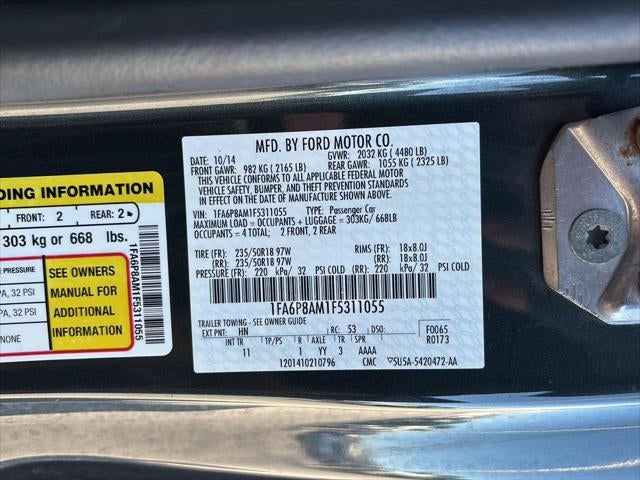 DING INFORMATION
FRONT: 2 REAR: 2
303 kg or 668 lbs.
PRESSURE
PA, 32 PSI
PA, 32 PSI
NONE
SEE OWNERS
MANUAL FOR
ADDITIONAL
INFORMATION
1FA6P8AM1F5311055
MFD. BY FORD MOTOR CO.
DATE: 10/14 GVWR: 2032 KG ( 4480 LB)
FRONT GAWR: 982 KG ( 2165 LB) REAR GAWR: 1055 KG ( 2325 LB)
THIS VEHICLE CONFORMS TO ALL APPLICABLE FEDERAL MOTOR
VEHICLE SAFETY, BUMPER, AND THEFT PREVENTION STANDARDS
IN EFFECT ON THE DATE OF MANUFACTURE SHOWN ABOVE.
VIN: 1FA6P8AM1F5311055 TYPE: Passenger Car
MAXIMUM LOAD = OCCUPANTS + LUGGAGE = 303KG/ 668LB
OCCUPANTS = 4 TOTAL; 2 FRONT, 2 REAR
TIRE (FF): 235/50R18 97W RIMS (FF): 18x8.0J
(RR): 235/50R18 97W (RR): 18x8.0J
PRESSURE (FF): 220 kPa/ 32 PSI COLD (RR): 220 kPa/ 32 PSI COLD
1FA6P8AM1F5311055
TRAILER TOWING - SEE OWNER GUIDE
EXT PNT: HN RC: 53 DSO: F0065
INT TR TP/PS R AXLE TR SPR R0173
11 1 YY 3 AAAA
1201410210796 CMC 5U5A-5420472-AA